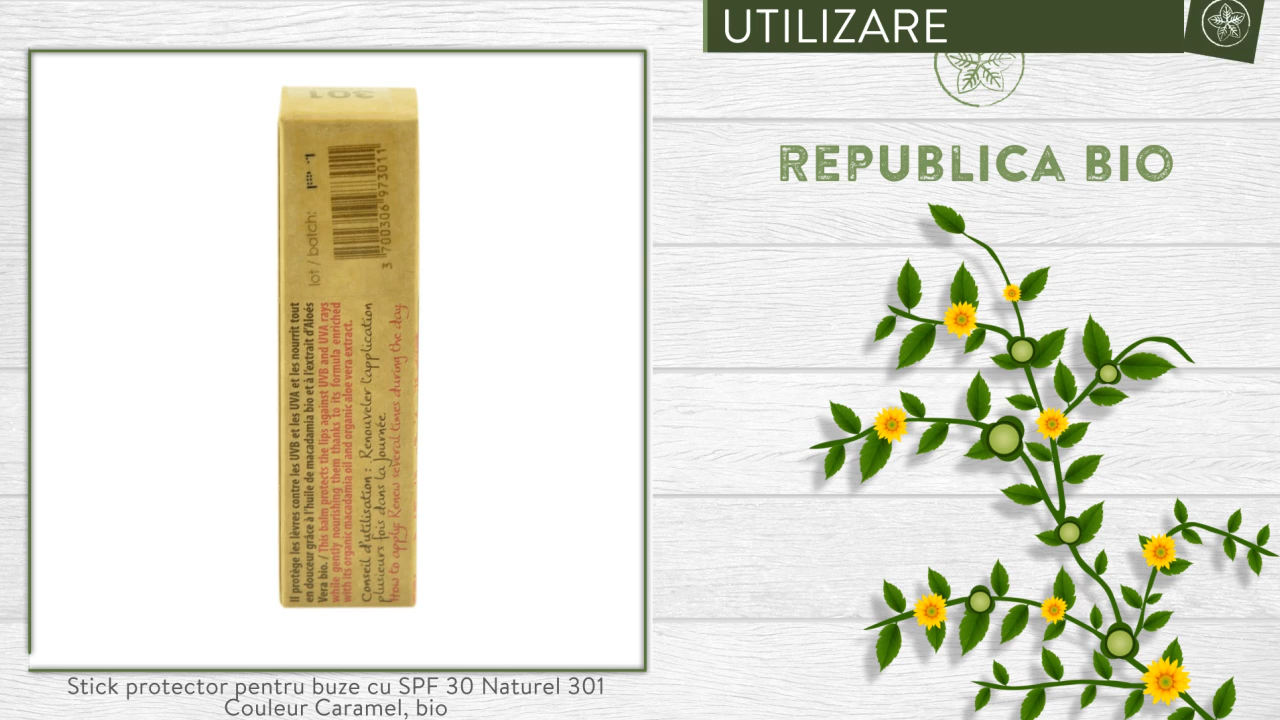 UTILIZARE
REPUBLICA BIO
301
lot / batch:
3 700306 973011
Il protège les lèvres contre les UVB et les UVA et les nourrit tout
en douceur grâce à l'huile de macadamia bio et à l'extrait d'Aloés
Vera bio. / This balm protects the lips against UVB and UVA rays
while gently nourishing them thanks to its formula enriched
with its organic macadamia oil and organic aloe vera extract.
Conseil d'utilisation : Renouveler l'application
plusieurs fois dans la journée
How to apply: Renew several times during the day
Stick protector pentru buze cu SPF 30 Naturel 301
Couleur Caramel, bio